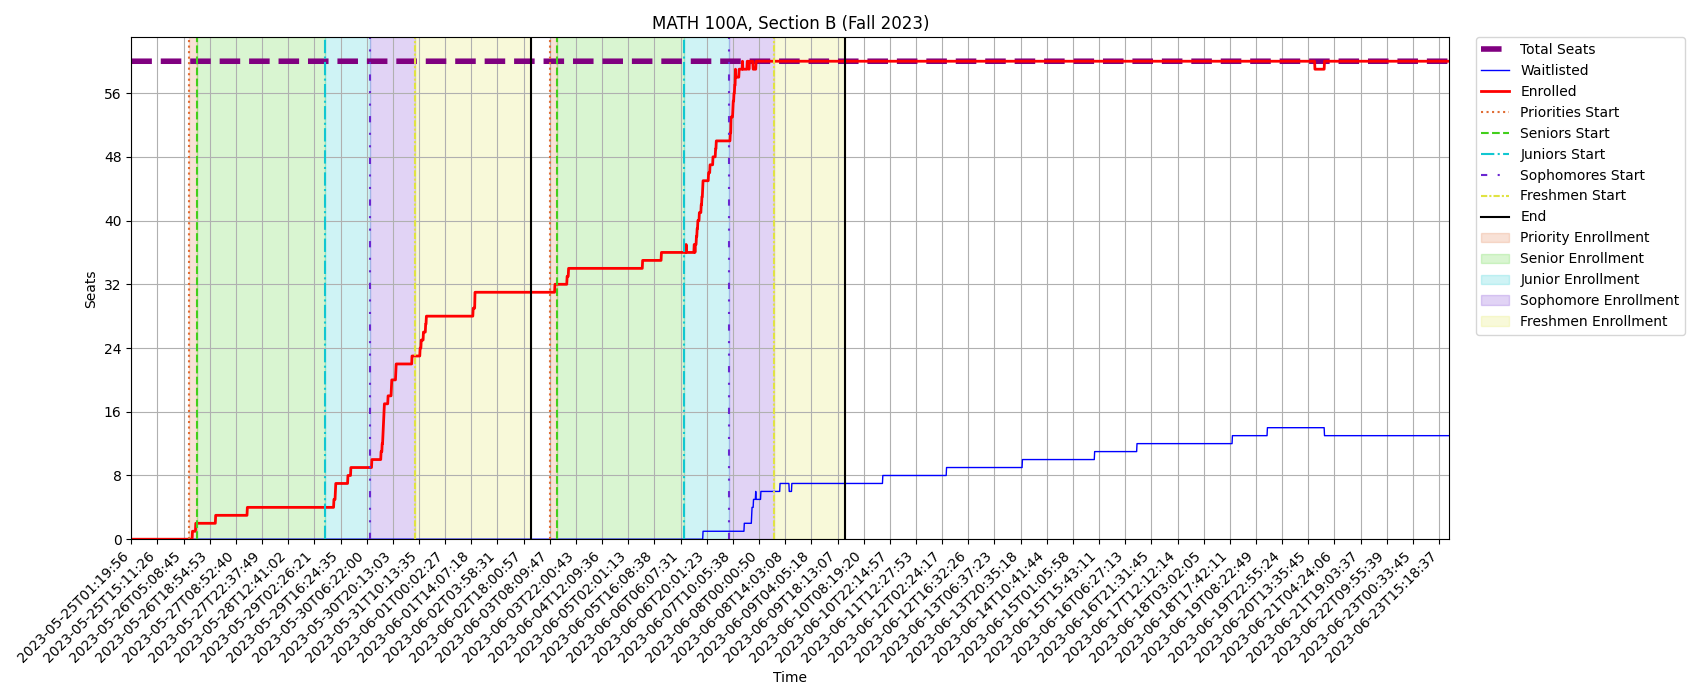 MATH 100A, Section B (Fall 2023)
Seats
56
48
40
32
24
16
8
0
2023-05-25T01:19:56
2023-05-25T15:11:26
2023-05-26T05:08:45
2023-05-26T18:54:53
2023-05-27T08:52:40
2023-05-27T22:37:49
2023-05-28T12:41:02
2023-05-29T02:26:21
2023-05-29T16:24:35
2023-05-30T06:22:00
2023-05-30T20:13:03
2023-05-31T10:13:35
2023-06-01T00:02:27
2023-06-01T14:07:18
2023-06-02T03:58:31
2023-06-02T18:00:57
2023-06-03T08:09:47
2023-06-03T22:00:43
2023-06-04T12:09:36
2023-06-05T02:01:13
2023-06-05T16:08:38
2023-06-06T06:07:31
2023-06-06T20:01:23
2023-06-07T10:05:38
2023-06-08T00:00:50
2023-06-08T14:03:08
2023-06-09T04:05:18
2023-06-09T18:13:07
2023-06-10T08:19:20
2023-06-10T22:14:57
2023-06-11T12:27:53
2023-06-12T02:24:17
2023-06-12T16:32:26
2023-06-13T06:37:23
2023-06-13T20:35:18
2023-06-14T10:41:44
2023-06-15T01:05:58
2023-06-15T15:43:11
2023-06-16T06:27:13
2023-06-16T21:31:45
2023-06-17T12:12:14
2023-06-18T03:02:05
2023-06-18T17:42:11
2023-06-19T08:22:49
2023-06-19T22:55:24
2023-06-20T13:35:45
2023-06-21T04:24:06
2023-06-21T19:03:37
2023-06-22T09:55:39
2023-06-23T00:33:45
2023-06-23T15:18:37
Time
Total Seats
Waitlisted
Enrolled
Priorities Start
Seniors Start
Juniors Start
Sophomores Start
Freshmen Start
End
Priority Enrollment
Senior Enrollment
Junior Enrollment
Sophomore Enrollment
Freshmen Enrollment